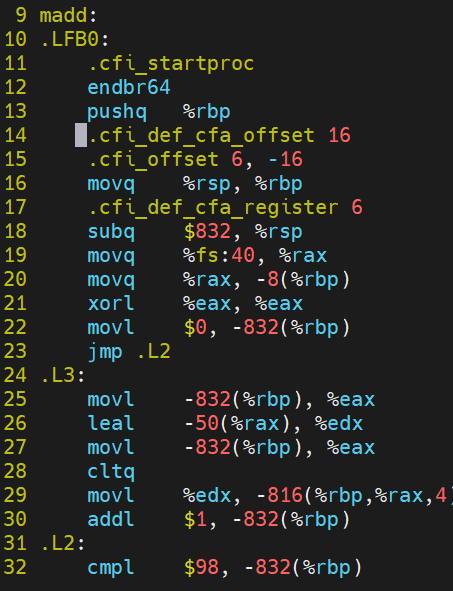 9 madd:
10 .LFB0:
11 .cfi_startproc
12 endbr64
13 pushq %rbp
14 .cfi_def_cfa_offset 16
15 .cfi_offset 6, -16
16 movq %rsp, %rbp
17 .cfi_def_cfa_register 6
18 subq $832, %rsp
19 movq %fs:40, %rax
20 movq %rax, -8(%rbp)
21 xorl %eax, %eax
22 movl $0, -832(%rbp)
23 jmp .L2
24 .L3:
25 movl -832(%rbp), %eax
26 leal -50(%rax), %edx
27 movl -832(%rbp), %eax
28 cltq
29 movl %edx, -816(%rbp,%rax,4)
30 addl $1, -832(%rbp)
31 .L2:
32 cmpl $98, -832(%rbp)